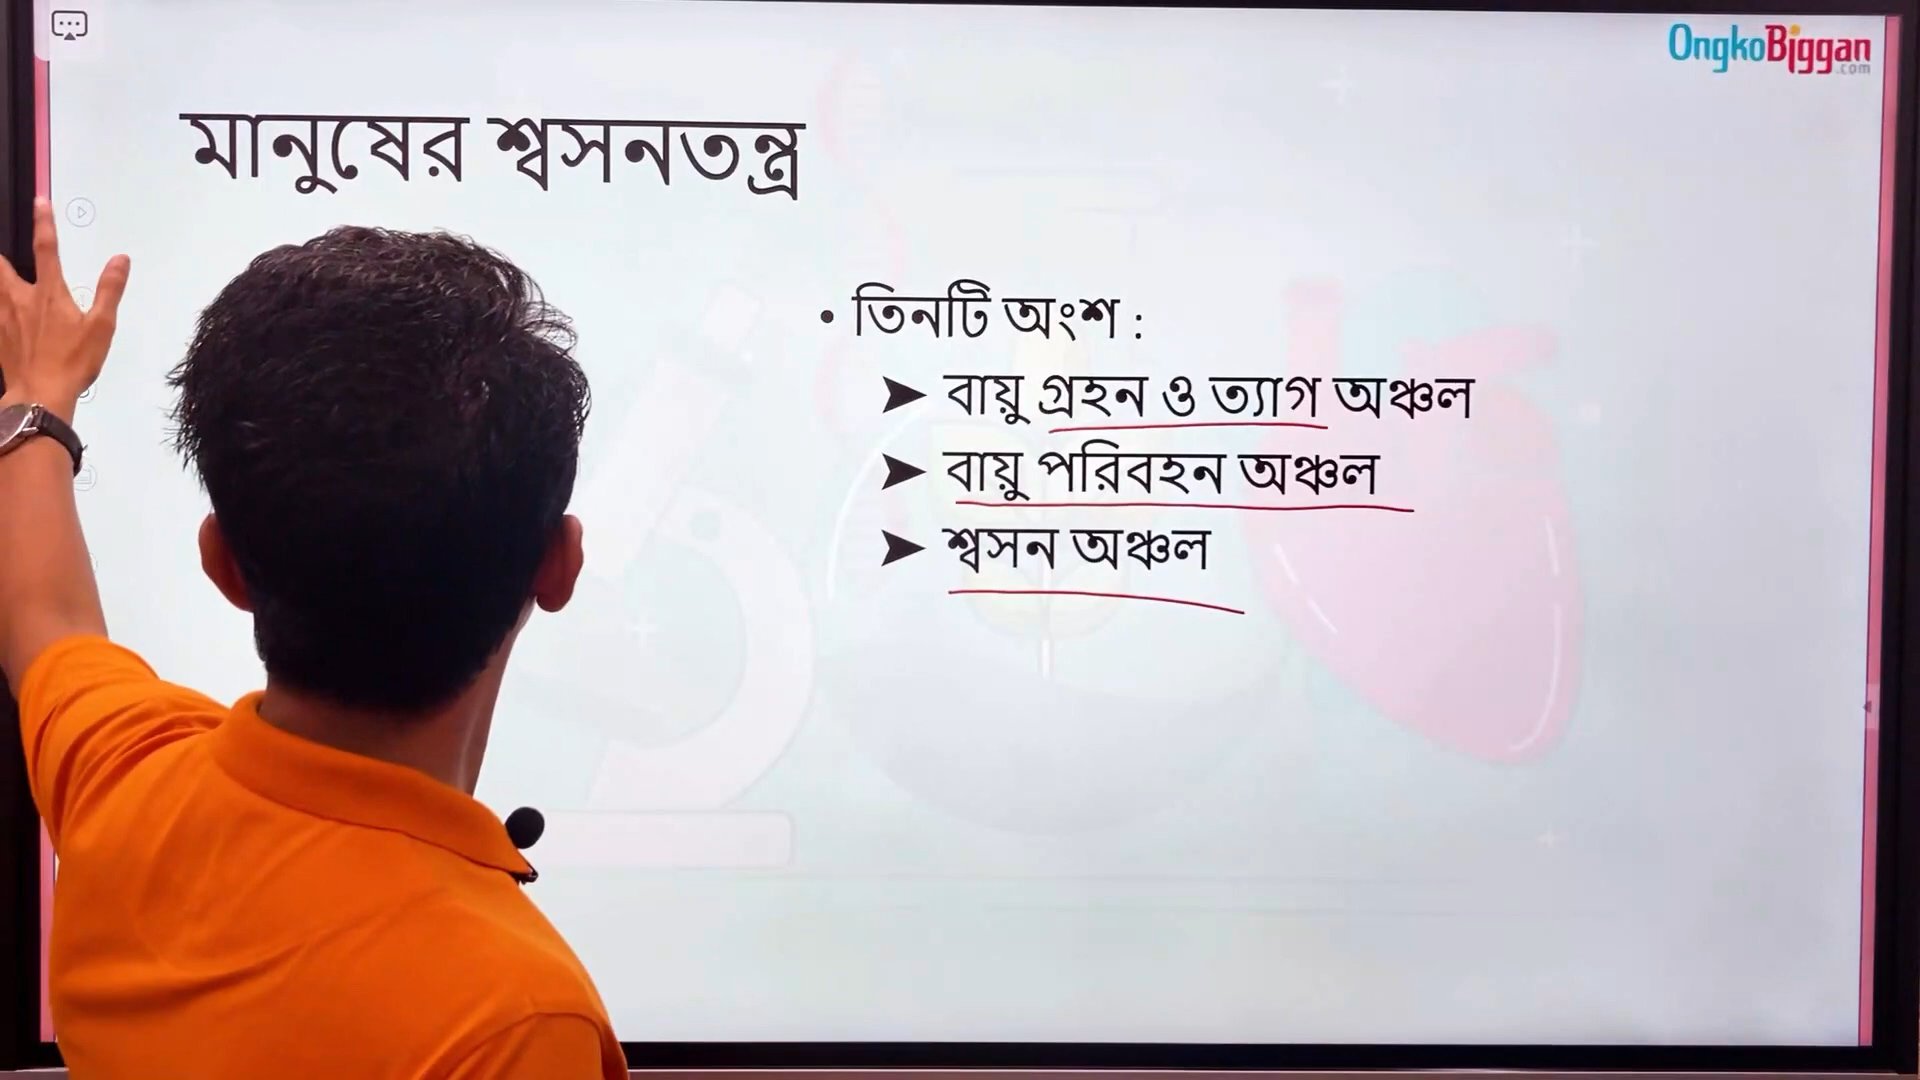 OngkoBiggan
.com
মানুষের শ্বসনতন্ত্র
• তিনটি অংশ :
➤ বায়ু গ্রহন ও ত্যাগ অঞ্চল
➤ বায়ু পরিবহন অঞ্চল
➤ শ্বসন অঞ্চল